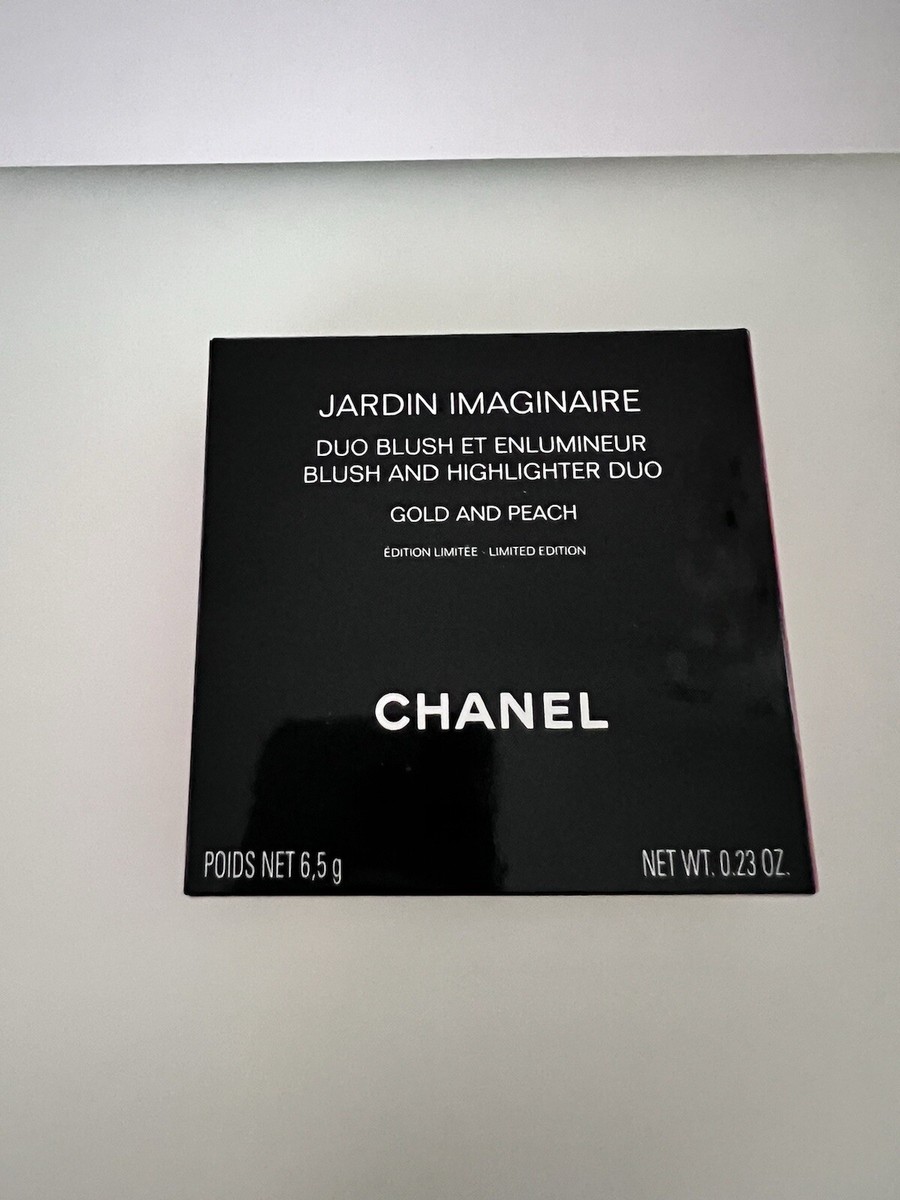 JARDIN IMAGINAIRE
DUO BLUSH ET ENLUMINEUR
BLUSH AND HIGHLIGHTER DUO
GOLD AND PEACH
ÉDITION LIMITÉE · LIMITED EDITION
CHANEL
POIDS NET 6,5 g NET WT. 0.23 OZ.